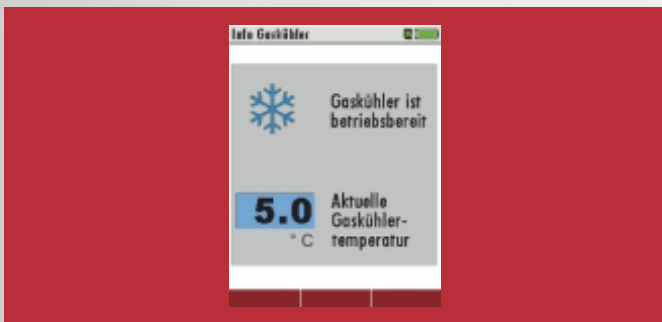 Info Gaskühler
Gaskühler ist
betriebsbereit
5.0
° C
Aktuelle
Gaskühler-
temperatur